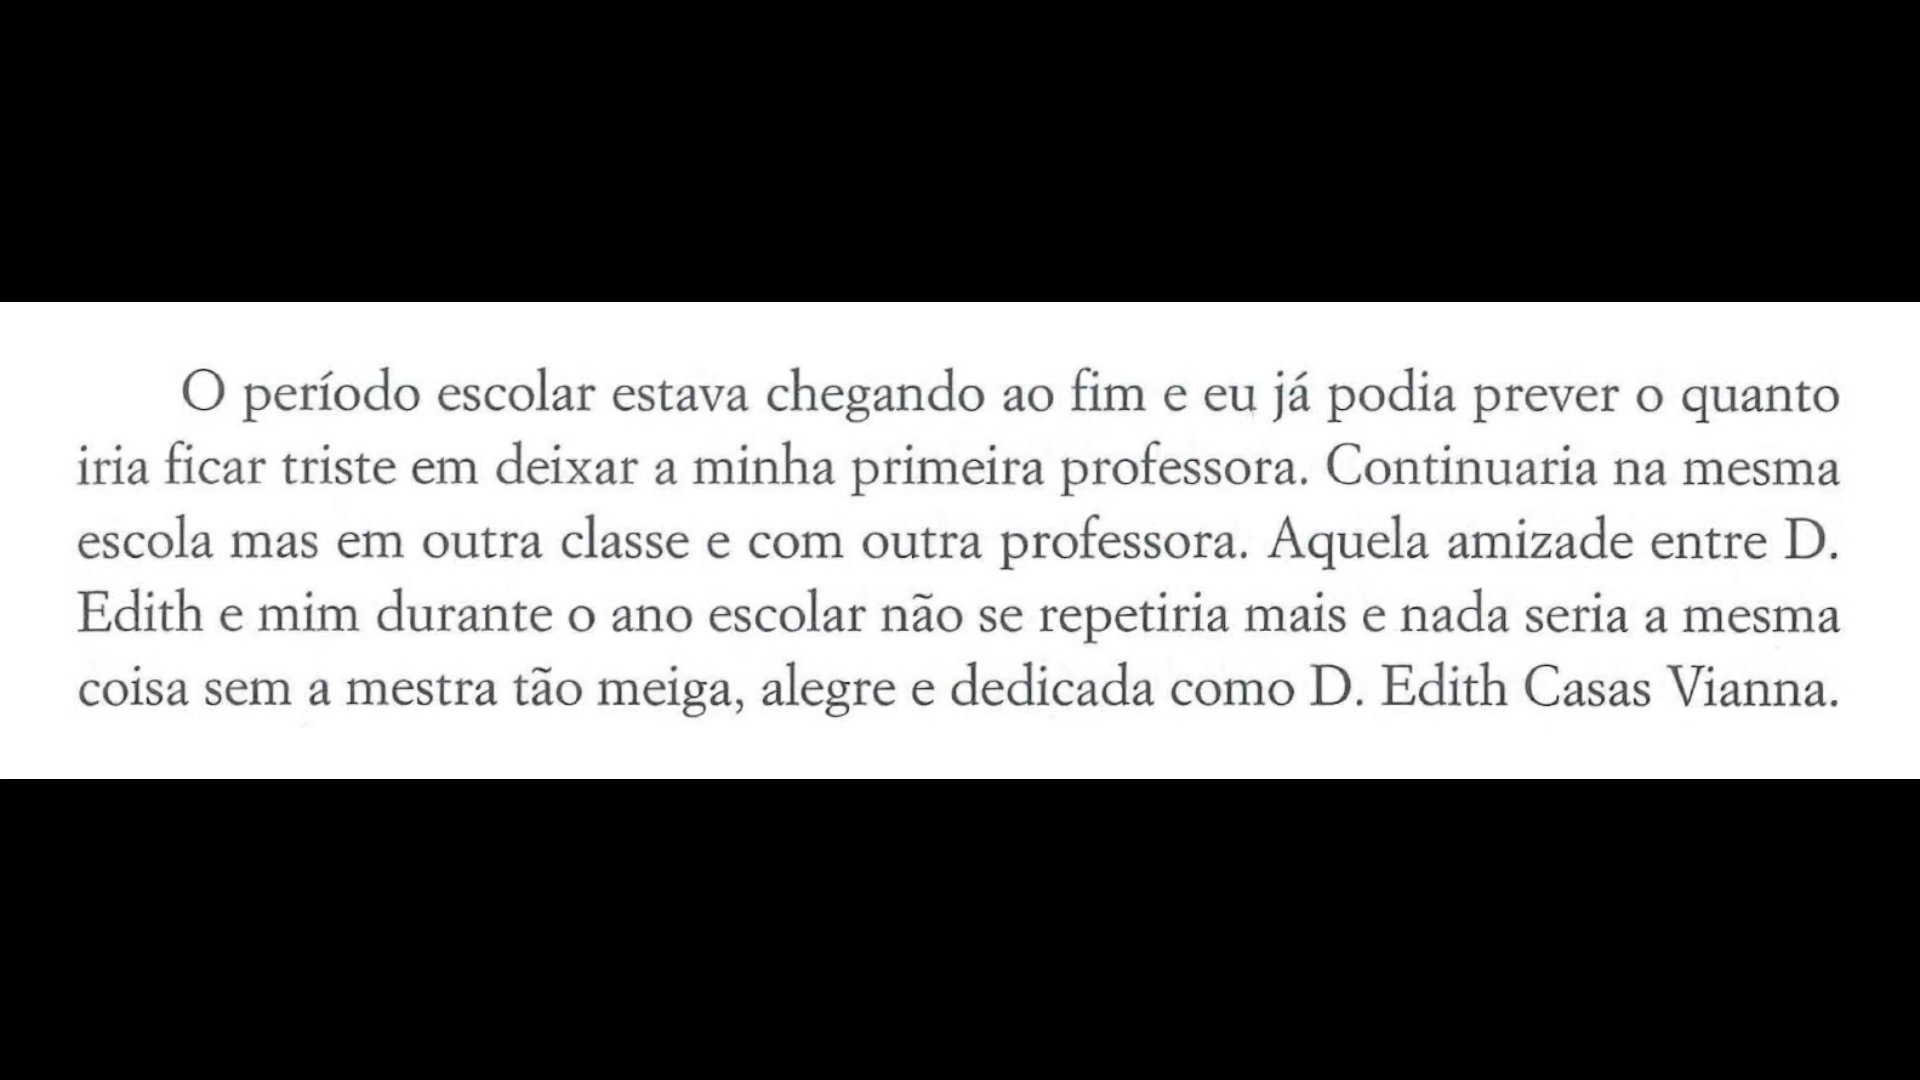 O período escolar estava chegando ao fim e eu já podia prever o quanto
iria ficar triste em deixar a minha primeira professora. Continuaria na mesma
escola mas em outra classe e com outra professora. Aquela amizade entre D.
Edith e mim durante o ano escolar não se repetiria mais e nada seria a mesma
coisa sem a mestra tão meiga, alegre e dedicada como D. Edith Casas Vianna.